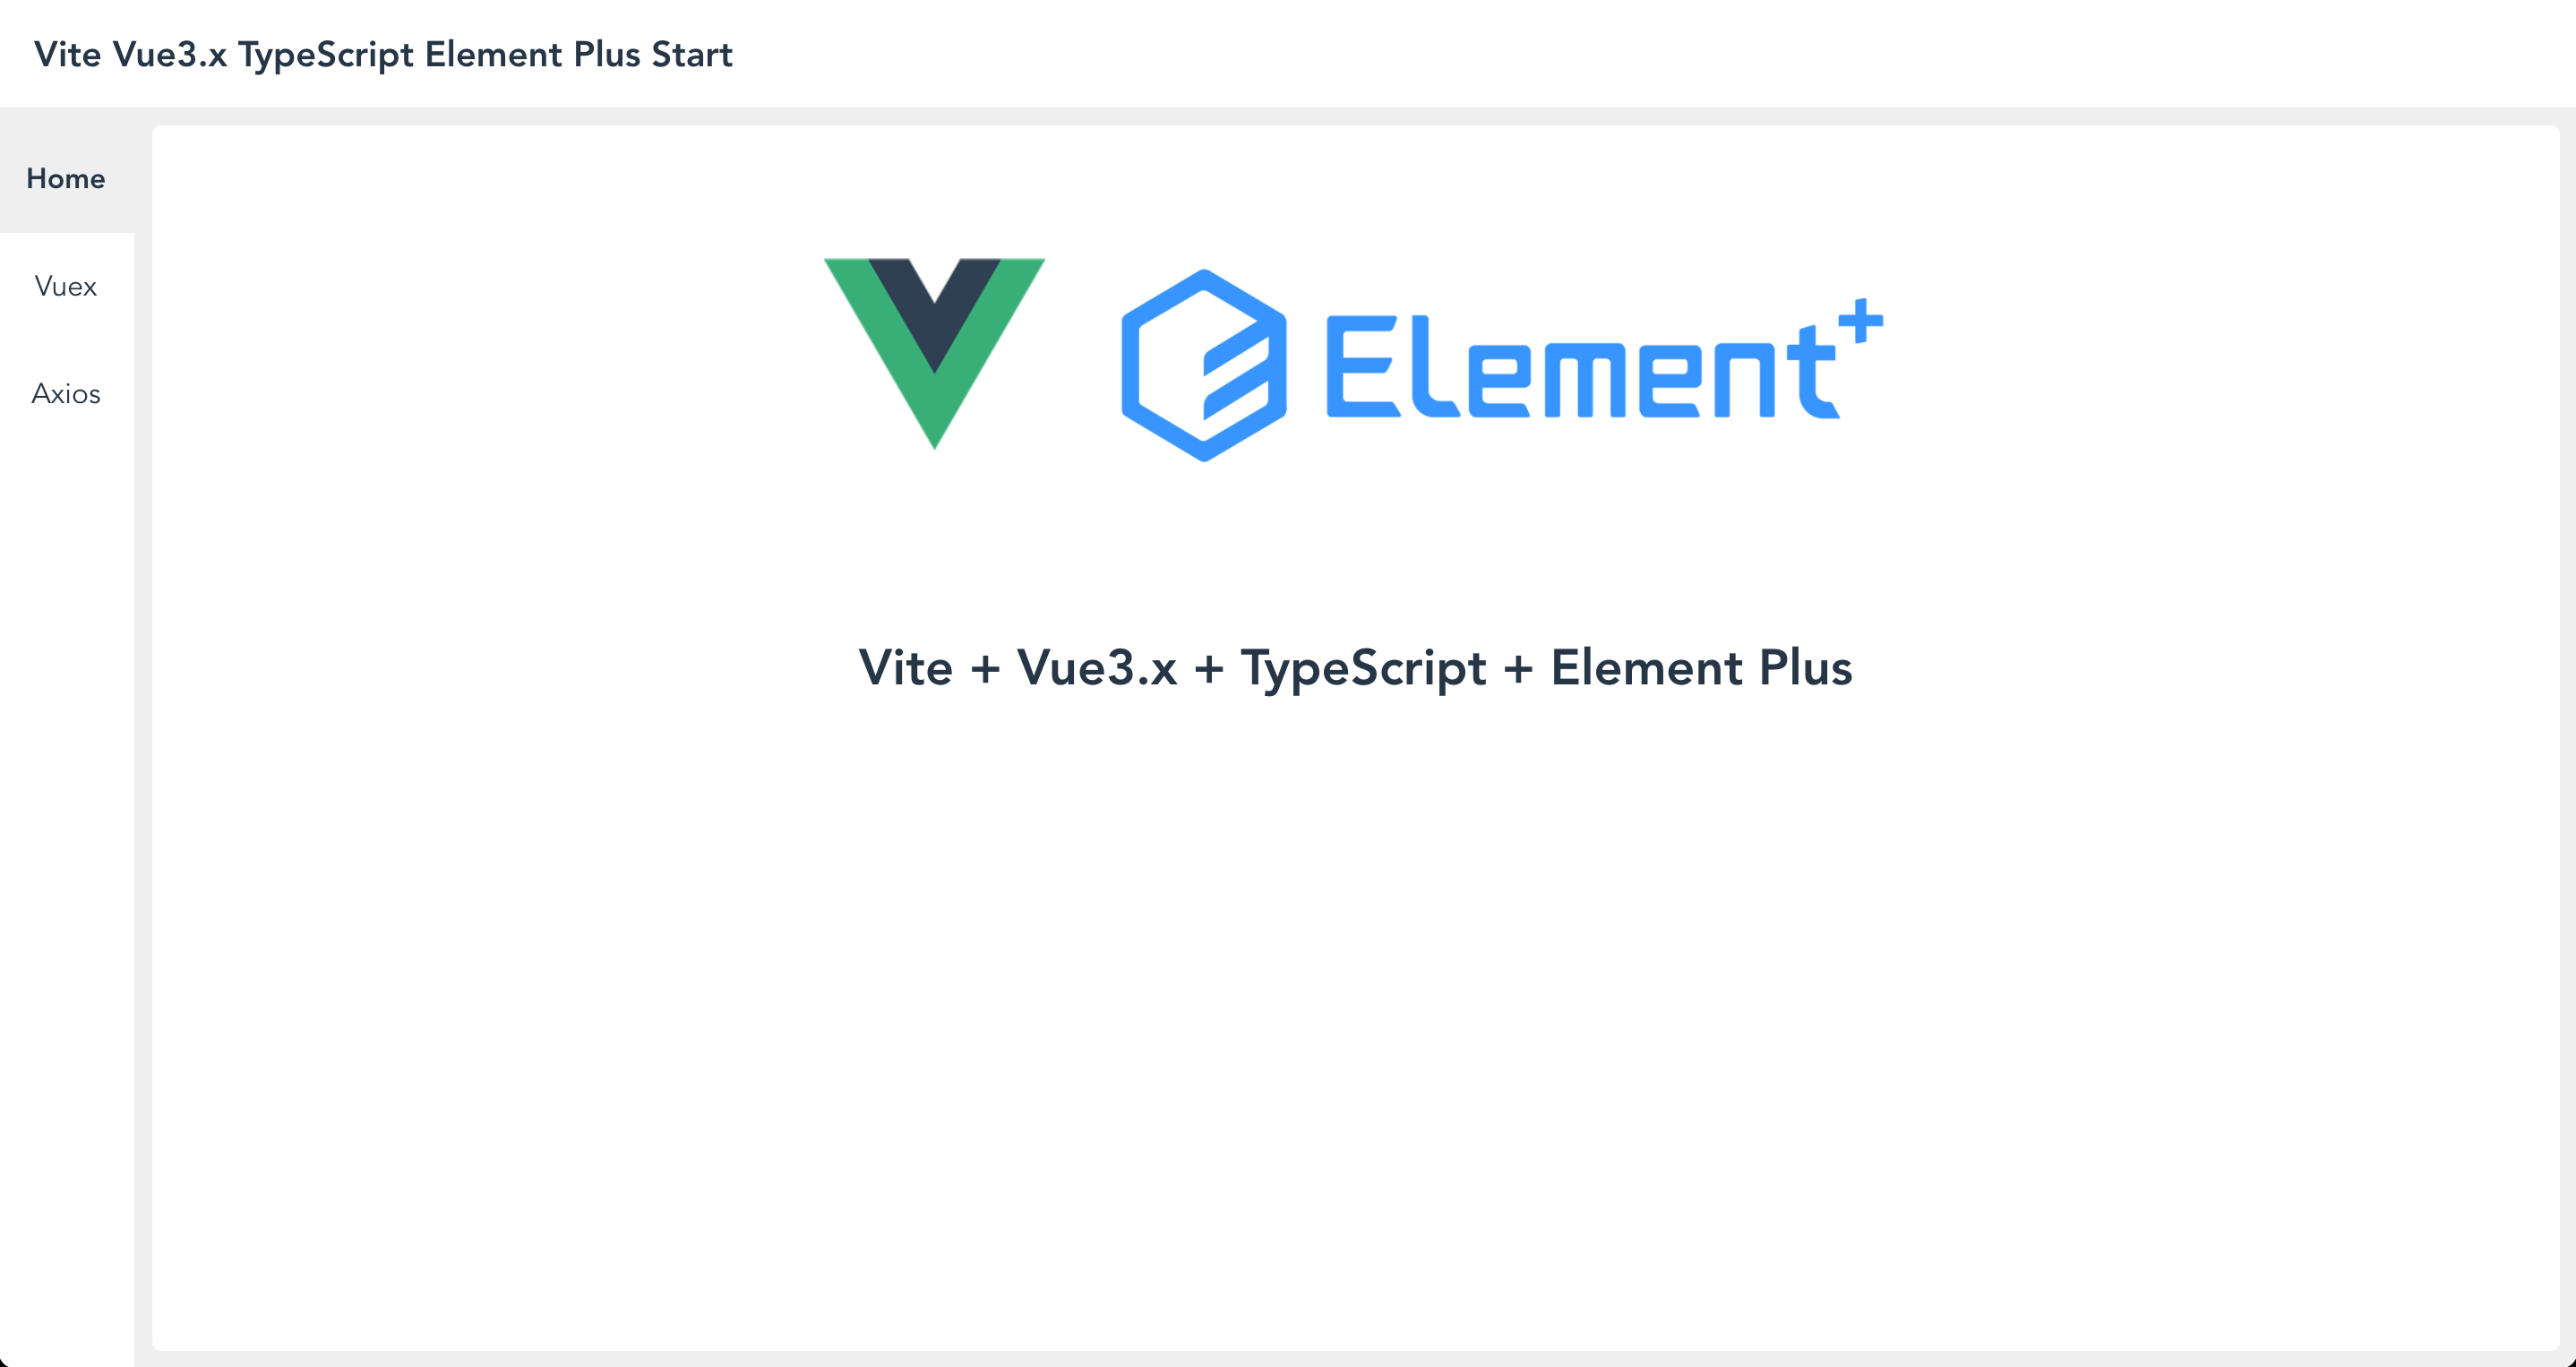 Vite Vue3.x TypeScript Element Plus Start
Home
Vuex
Axios
Element+
Vite + Vue3.x + TypeScript + Element Plus